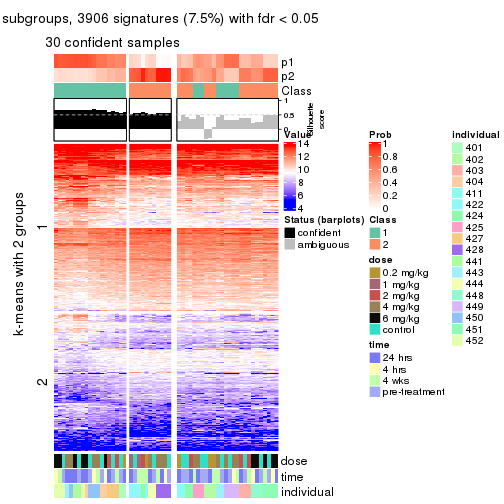 subgroups, 3906 signatures (7.5%) with fdr < 0.05
30 confident samples
p1
p2
Class
1
0.5
0
Silhouette
score
k-means with 2 groups
1
2
Value
14
12
10
8
6
4
Status (barplots)
confident
ambiguous
Prob
1
0.8
0.6
0.4
0.2
0
Class
1
2
dose
0.2 mg/kg
1 mg/kg
2 mg/kg
4 mg/kg
6 mg/kg
control
time
24 hrs
4 hrs
4 wks
pre-treatment
individual
401
402
403
404
411
422
424
425
427
428
441
443
444
448
449
450
451
452
dose
time
individual